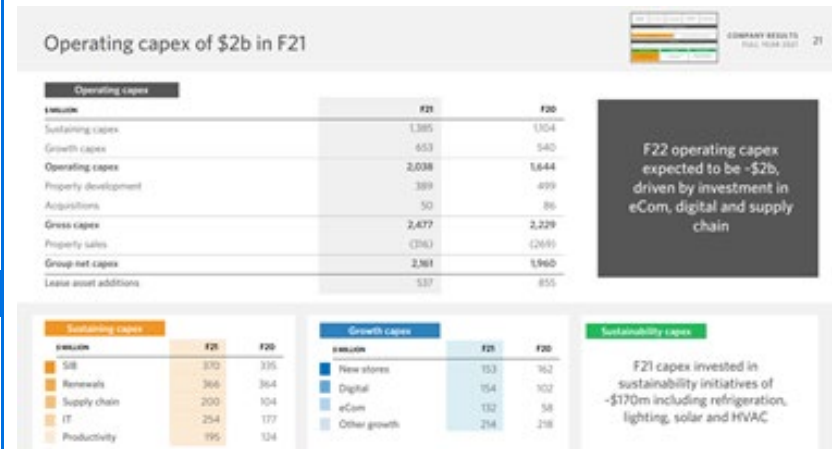 Operating capex of $2b in F21
COMPANY RESULTS
FULL YEAR 2021
21
Operating capex
$ MILLION F21 F20
Sustaining capex 1,385 1,104
Growth capex 653 540
Operating capex 2,038 1,644
Property development 389 499
Acquisitions 50 86
Gross capex 2,477 2,229
Property sales (316) (269)
Group net capex 2,161 1,960
Lease asset additions 537 855
F22 operating capex
expected to be ~$2b,
driven by investment in
eCom, digital and supply
chain
Sustaining capex
$ MILLION F21 F20
SIB 370 335
Renewals 366 364
Supply chain 200 104
IT 254 177
Productivity 195 124
Growth capex
$ MILLION F21 F20
New stores 153 162
Digital 154 102
eCom 132 58
Other growth 214 218
Sustainability capex
F21 capex invested in
sustainability initiatives of
~$170m including refrigeration,
lighting, solar and HVAC